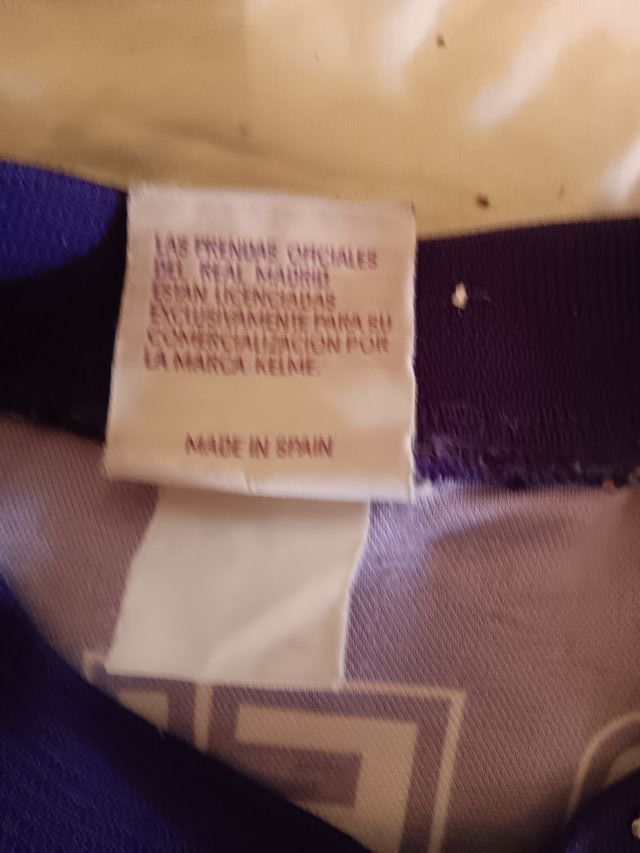 LAS PRENDAS OFICIALES
DEL REAL MADRID
ESTAN LICENCIADAS
EXCLUSIVAMENTE PARA SU
COMERCIALIZACION POR
LA MARCA KELME.
MADE IN SPAIN